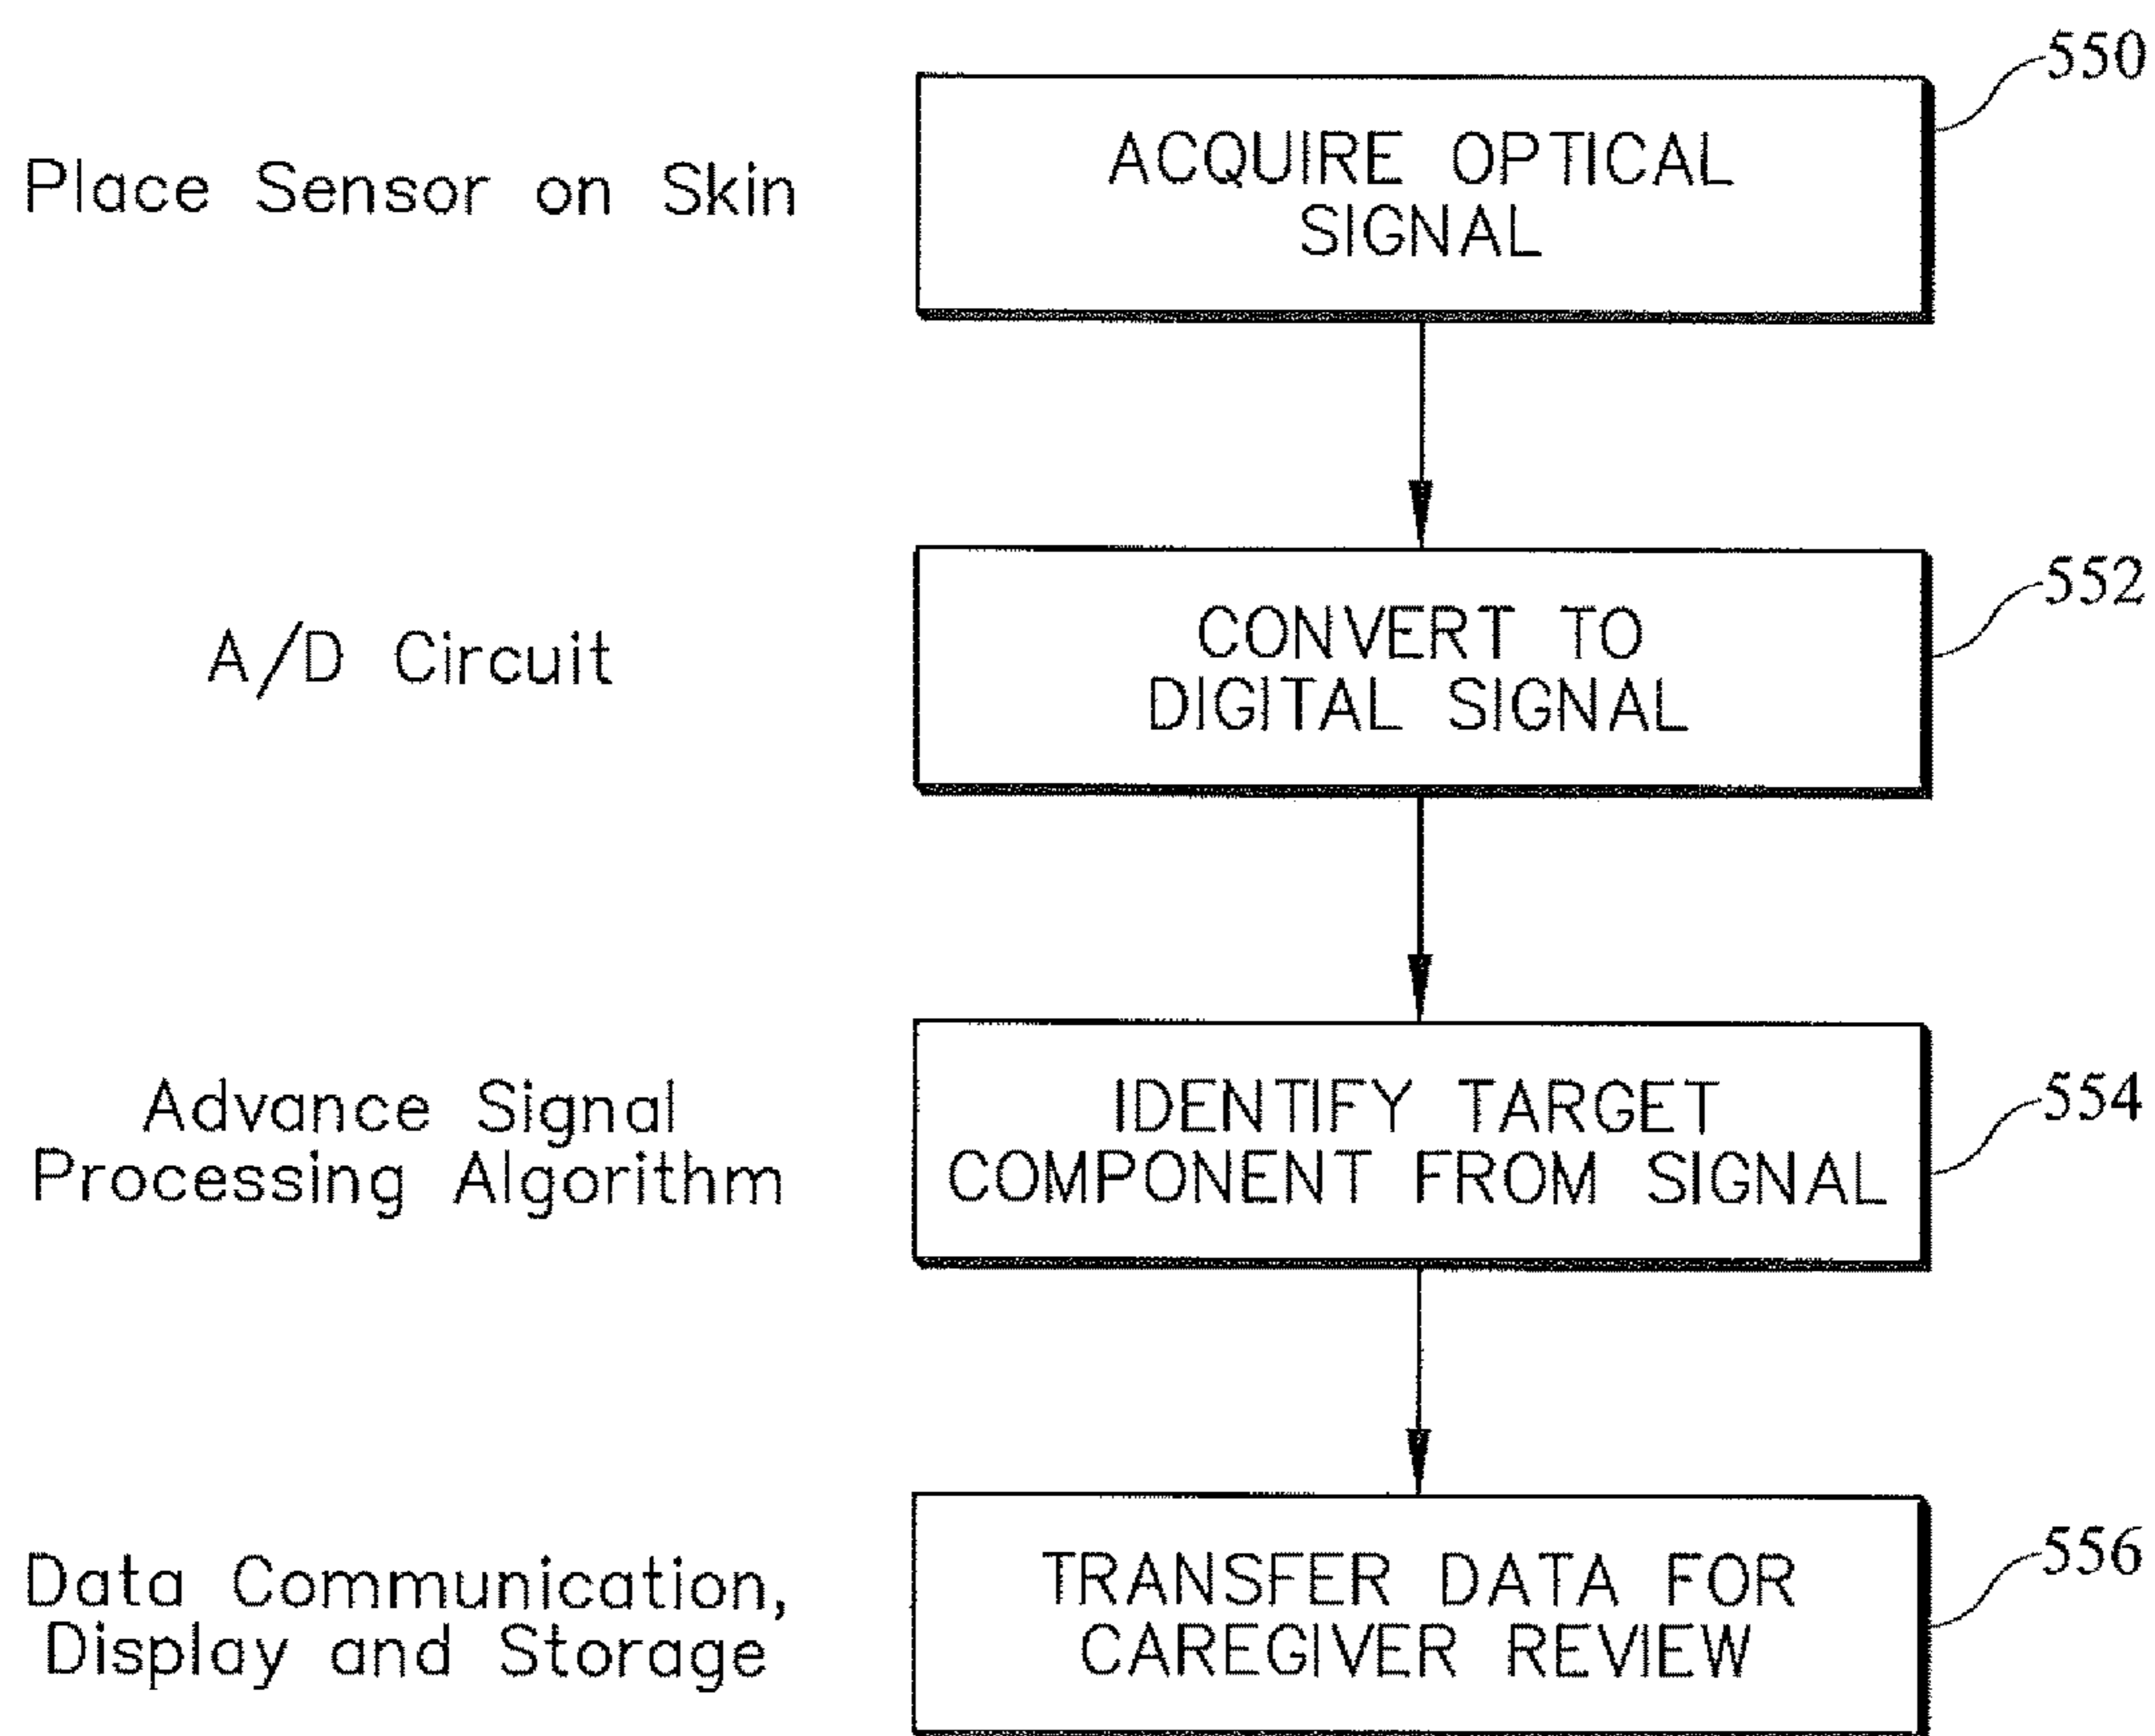 550
Place Sensor on Skin
ACQUIRE OPTICAL
SIGNAL
552
A/D Circuit
CONVERT TO
DIGITAL SIGNAL
554
Advance Signal
Processing Algorithm
IDENTIFY TARGET
COMPONENT FROM SIGNAL
556
Data Communication,
Display and Storage
TRANSFER DATA FOR
CAREGIVER REVIEW